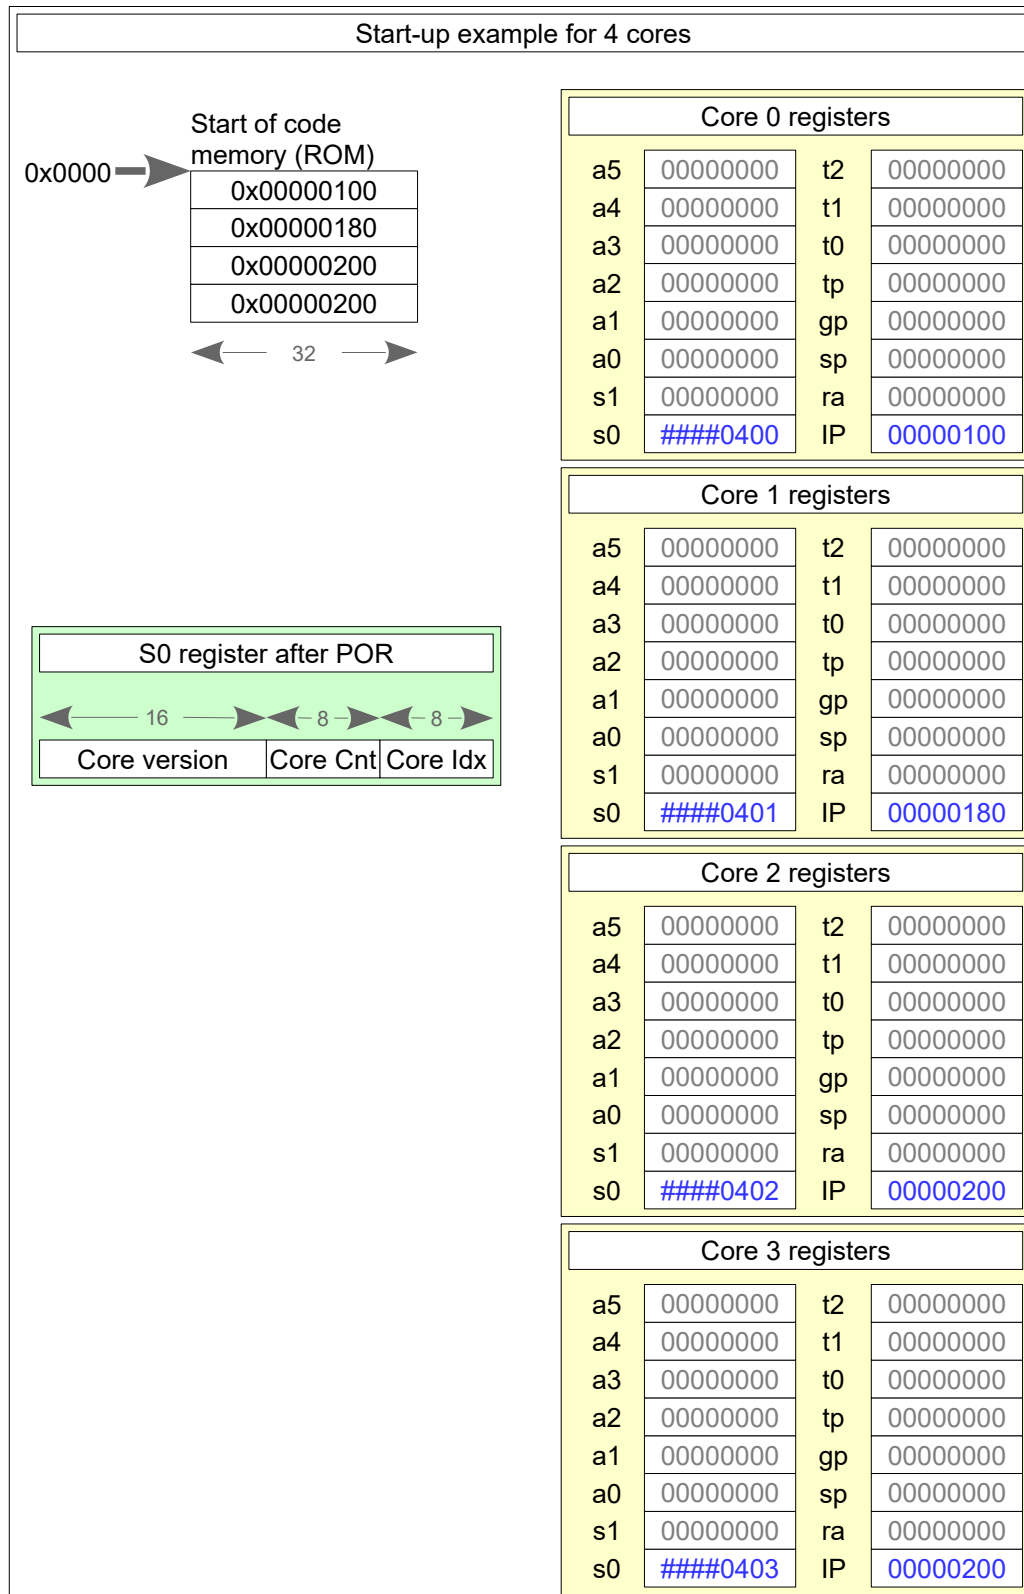 Start-up example for 4 cores
Start of code
memory (ROM)
0x0000
0x00000100
0x00000180
0x00000200
0x00000200
32
S0 register after POR
16 8 8
Core version Core Cnt Core Idx
Core 0 registers
a5 00000000 t2 00000000
a4 00000000 t1 00000000
a3 00000000 t0 00000000
a2 00000000 tp 00000000
a1 00000000 gp 00000000
a0 00000000 sp 00000000
s1 00000000 ra 00000000
s0 ####0400 IP 00000100
Core 1 registers
a5 00000000 t2 00000000
a4 00000000 t1 00000000
a3 00000000 t0 00000000
a2 00000000 tp 00000000
a1 00000000 gp 00000000
a0 00000000 sp 00000000
s1 00000000 ra 00000000
s0 ####0401 IP 00000180
Core 2 registers
a5 00000000 t2 00000000
a4 00000000 t1 00000000
a3 00000000 t0 00000000
a2 00000000 tp 00000000
a1 00000000 gp 00000000
a0 00000000 sp 00000000
s1 00000000 ra 00000000
s0 ####0402 IP 00000200
Core 3 registers
a5 00000000 t2 00000000
a4 00000000 t1 00000000
a3 00000000 t0 00000000
a2 00000000 tp 00000000
a1 00000000 gp 00000000
a0 00000000 sp 00000000
s1 00000000 ra 00000000
s0 ####0403 IP 00000200